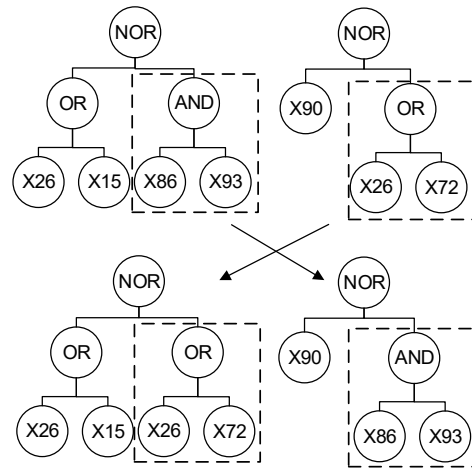 NOR NOR
OR AND X90 OR
X26 X15 X86 X93 X26 X72
NOR NOR
OR OR X90 AND
X26 X15 X26 X72 X86 X93